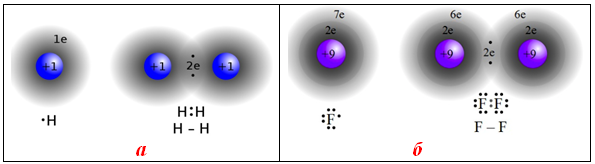 1e
+1
·H
+1 2e +1
H:H
H – H
а
7e
2e
+9
F
6e 6e
2e 2e
+9 2e +9
F:F
F – F
б